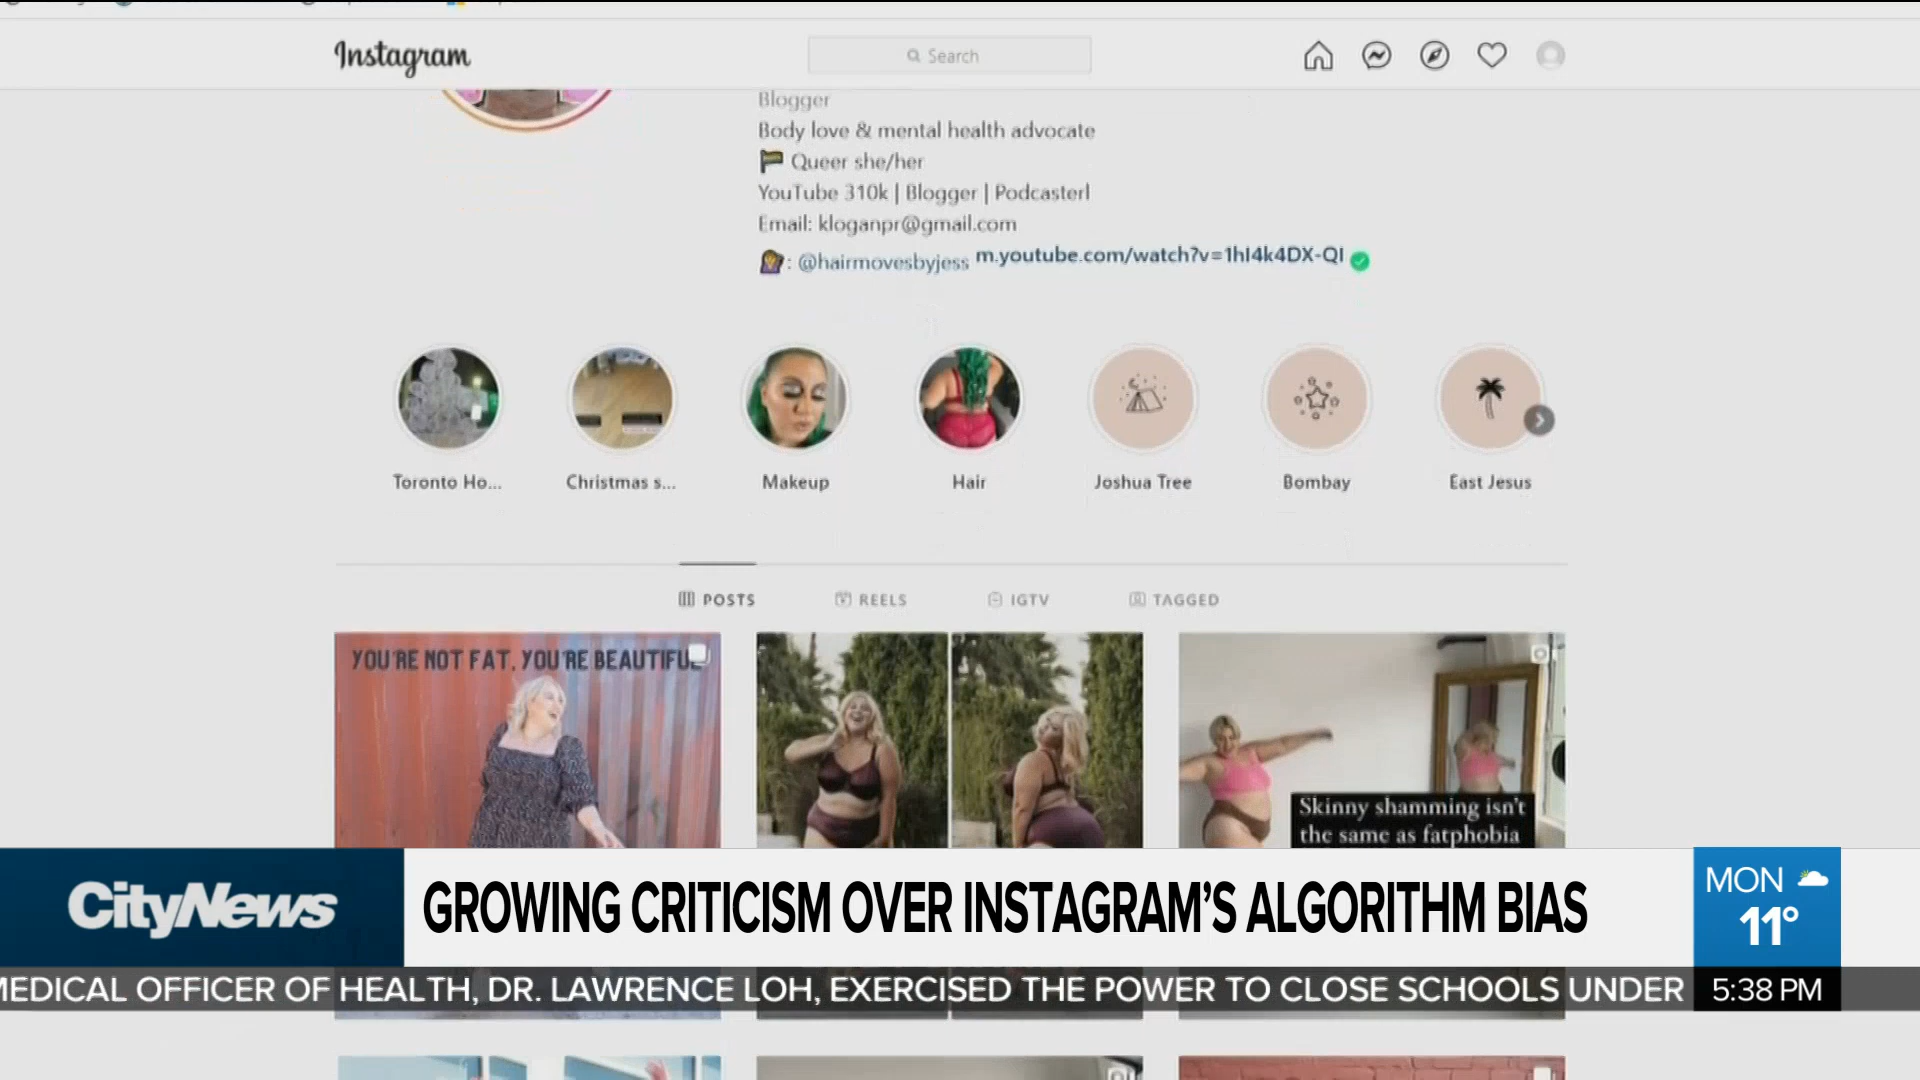 Instagram
Search
Blogger
Body love & mental health advocate
Queer she/her
YouTube 310k | Blogger | Podcasterl
Email: kloganpr@gmail.com
: @hairmovesbyjess m.youtube.com/watch?v=1hI4k4DX-QI
Toronto Ho... Christmas s... Makeup Hair Joshua Tree Bombay East Jesus
POSTS REELS IGTV TAGGED
YOU'RE NOT FAT, YOU'RE BEAUTIFUL
Skinny shamming isn't
the same as fatphobia
CityNews
GROWING CRITICISM OVER INSTAGRAM'S ALGORITHM BIAS
MON
11°
MEDICAL OFFICER OF HEALTH, DR. LAWRENCE LOH, EXERCISED THE POWER TO CLOSE SCHOOLS UNDER
5:38 PM